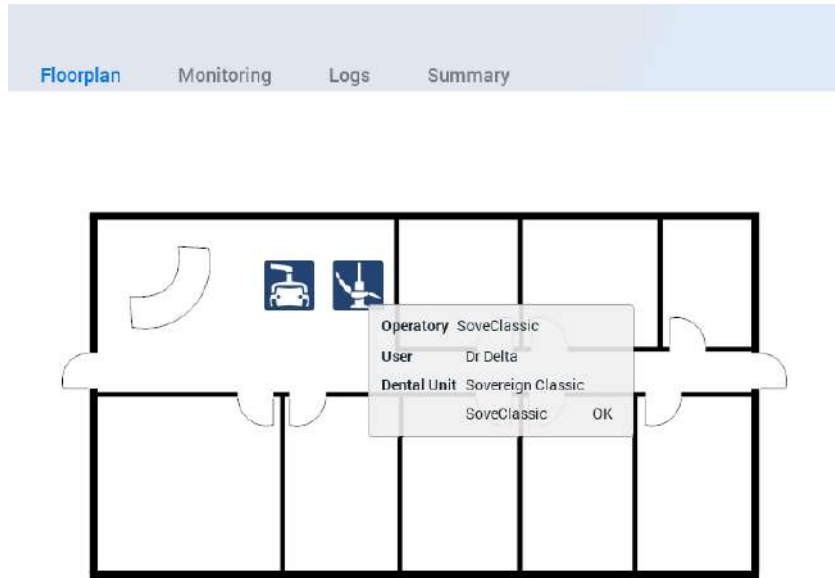 Floorplan Monitoring Logs Summary
Operatory SoveClassic
User Dr Delta
Dental Unit Sovereign Classic
SoveClassic OK